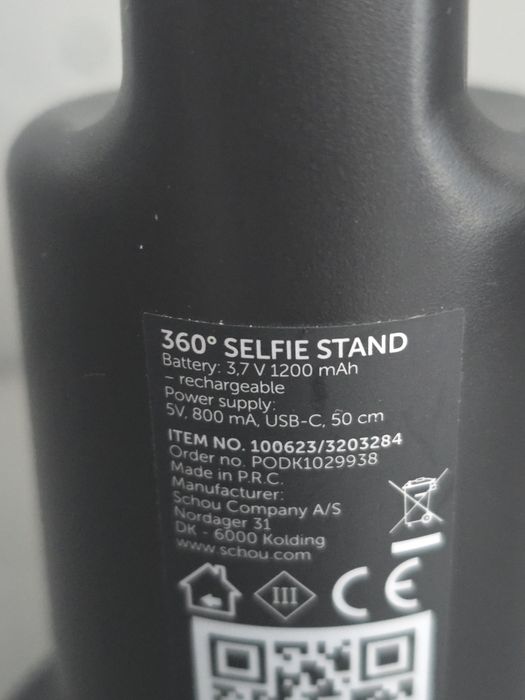 360° SELFIE STAND
Battery: 3,7 V 1200 mAh
– rechargeable
Power supply:
5V, 800 mA, USB-C, 50 cm
ITEM NO. 100623/3203284
Order no. PODK1029938
Made in P.R.C.
Manufacturer:
Schou Company A/S
Nordager 31
DK - 6000 Kolding
www.schou.com
III CE